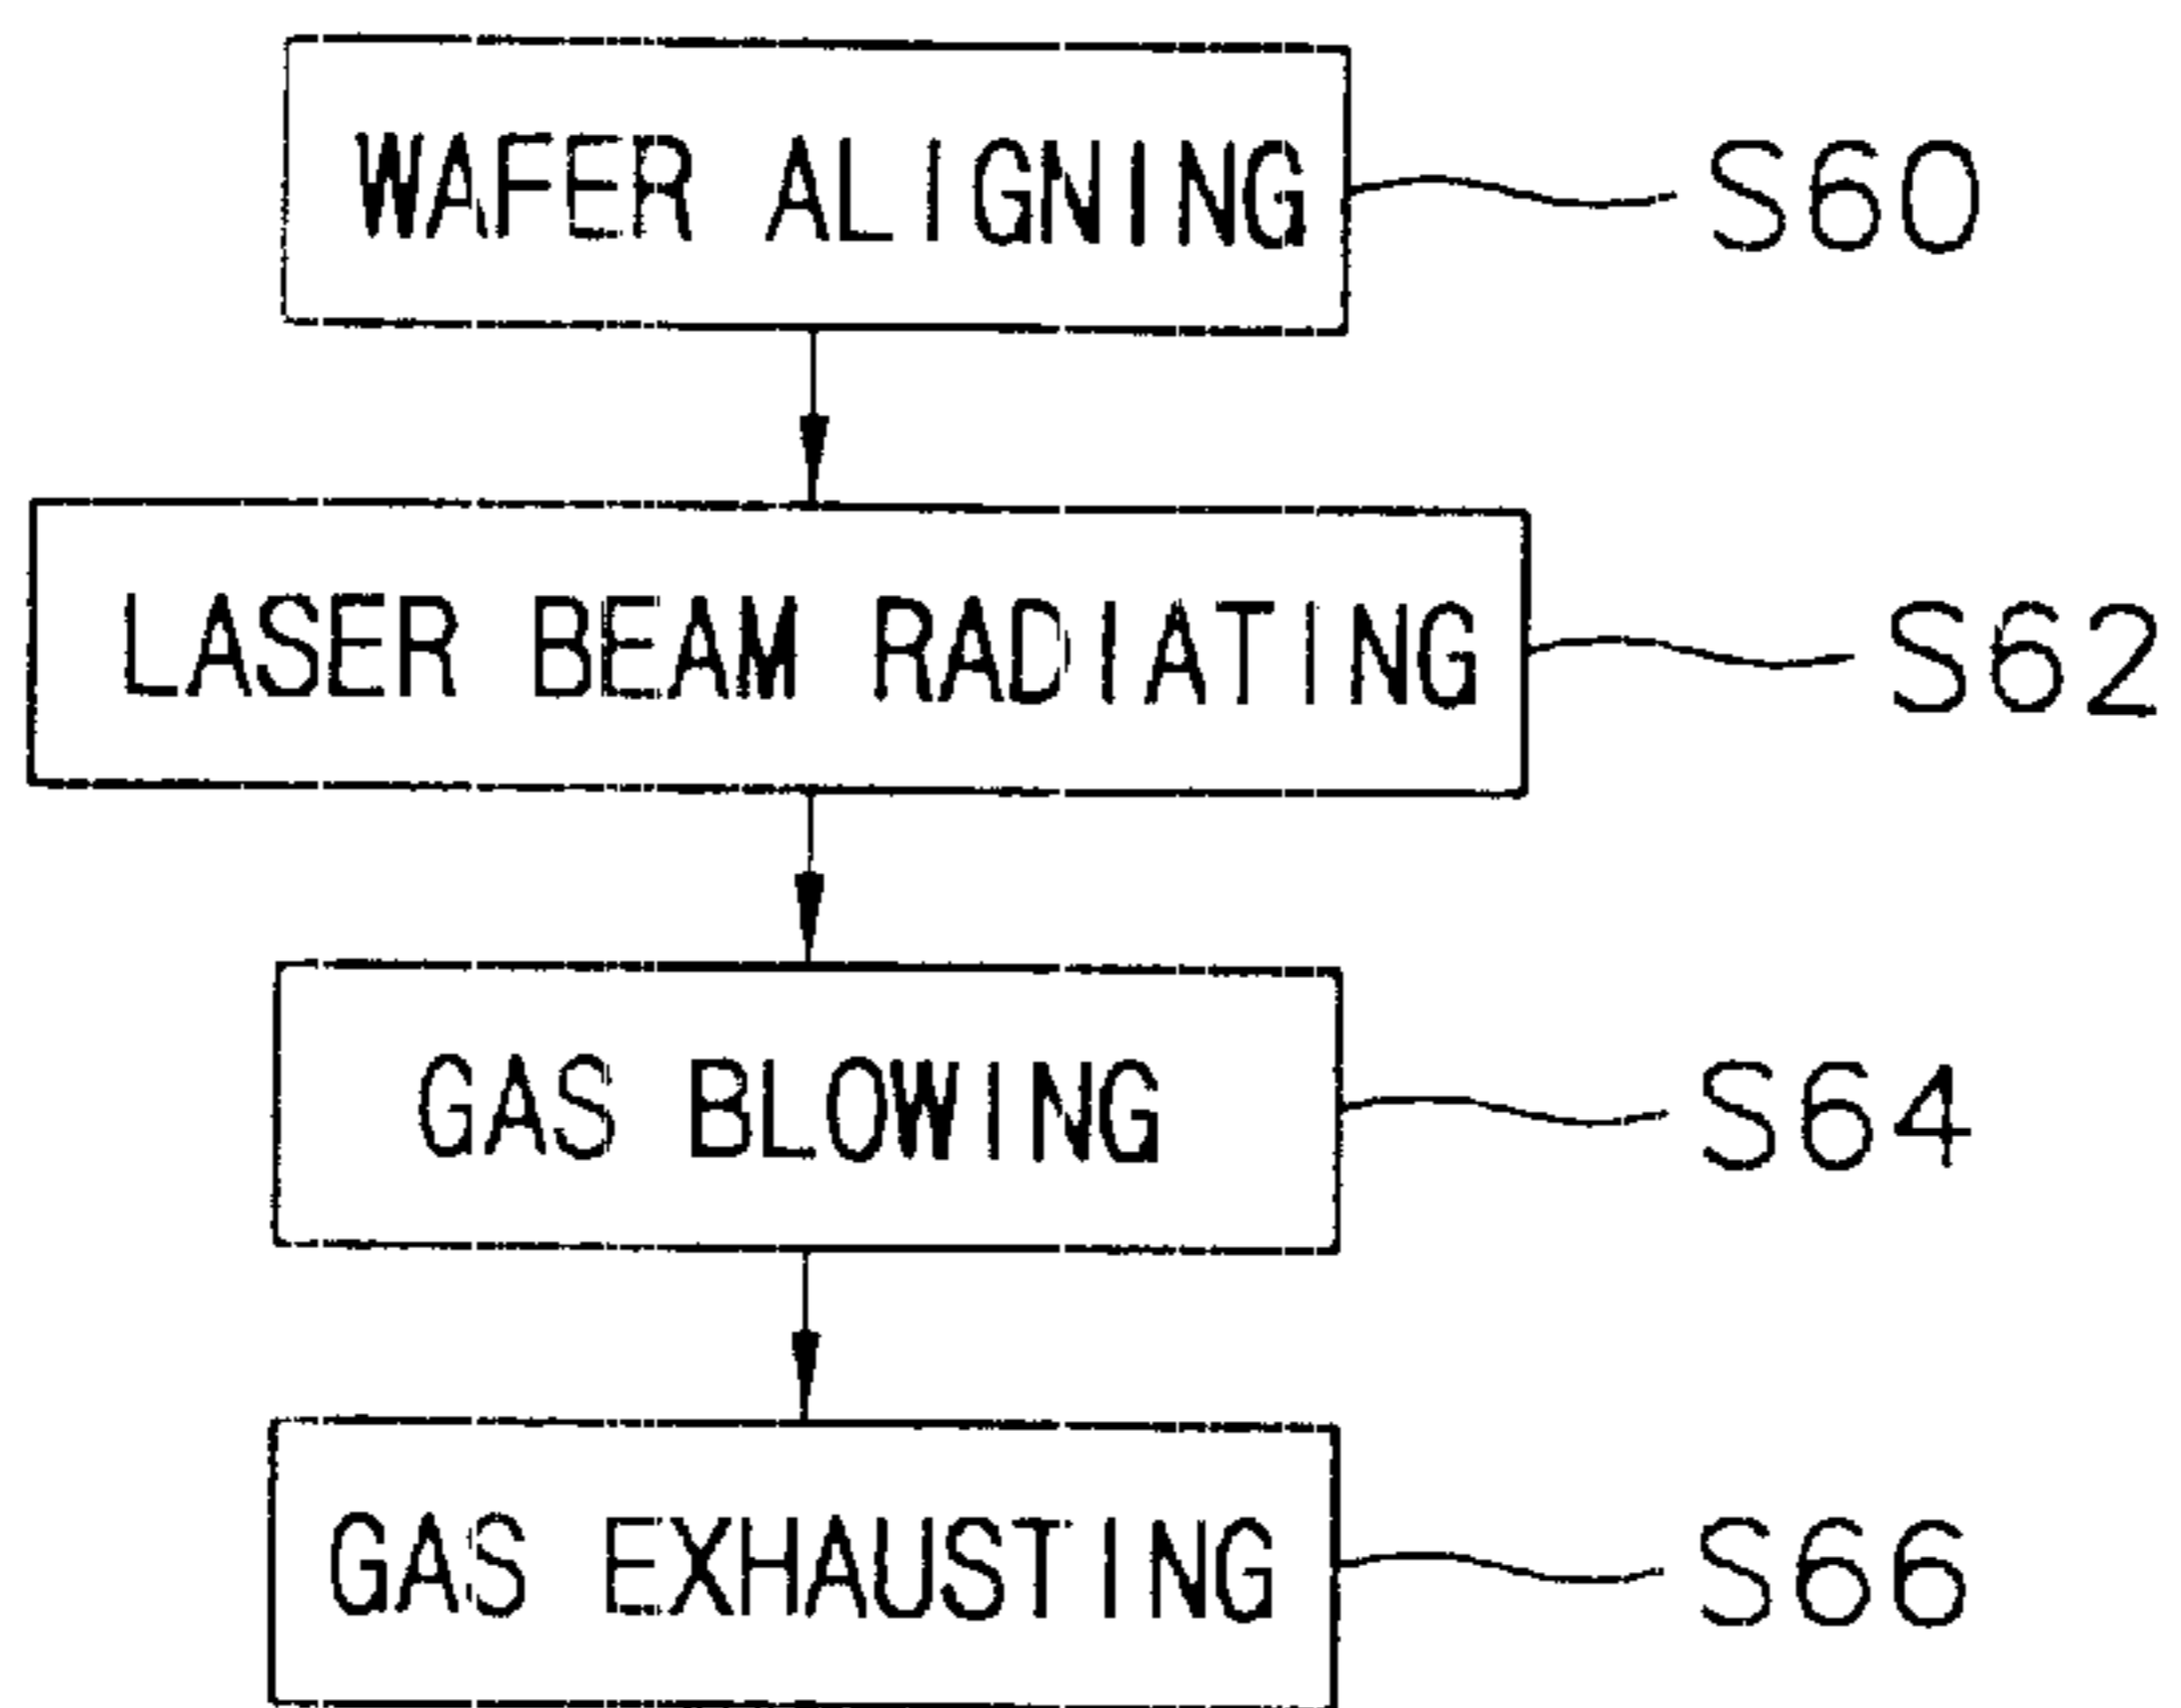 WAFER ALIGNING S60
LASER BEAM RADIATING S62
GAS BLOWING S64
GAS EXHAUSTING S66